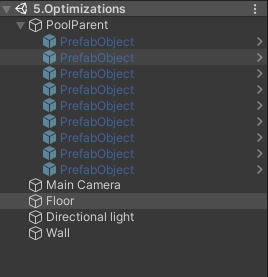 5.Optimizations
PoolParent
PrefabObject
PrefabObject
PrefabObject
PrefabObject
PrefabObject
PrefabObject
PrefabObject
PrefabObject
PrefabObject
Main Camera
Floor
Directional light
Wall